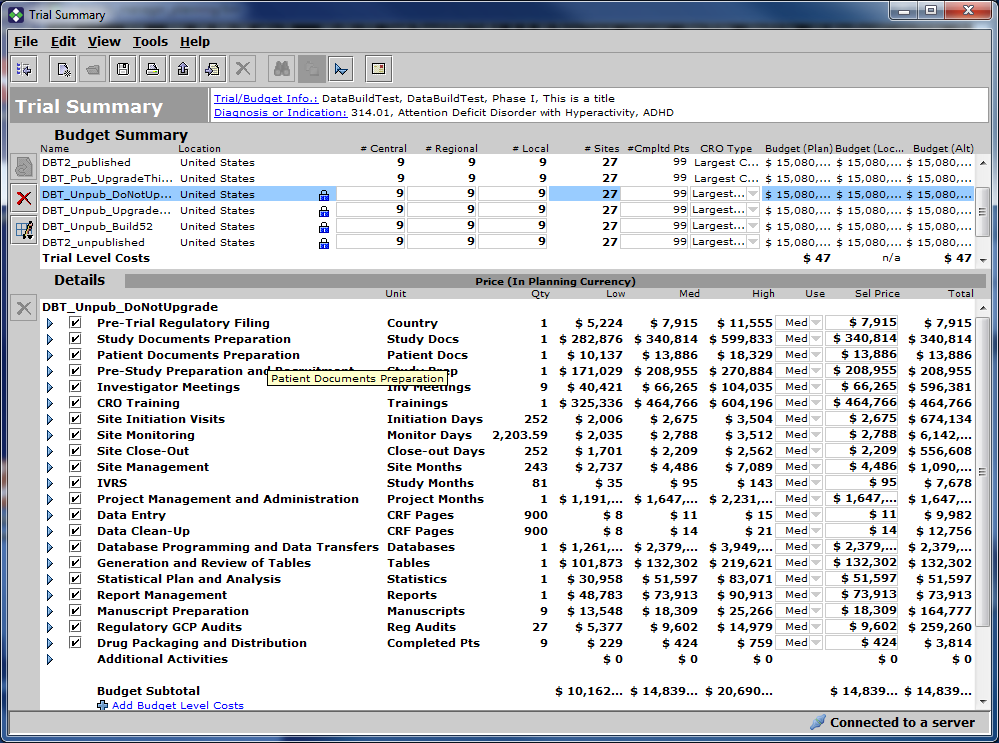 Trial Summary
File Edit View Tools Help
Trial Summary
Trial/Budget Info.: DataBuildTest, DataBuildTest, Phase I, This is a title
Diagnosis or Indication: 314.01, Attention Deficit Disorder with Hyperactivity, ADHD
Budget Summary
Name Location # Central # Regional # Local # Sites #Cmpltd Pts CRO Type Budget (Plan) Budget (Loc... Budget (Alt)
DBT2_published United States 9 9 9 27 99 Largest C... $ 15,080,... $ 15,080,... $ 15,080,...
DBT_Pub_UpgradeThi... United States 9 9 9 27 99 Largest C... $ 15,080,... $ 15,080,... $ 15,080,...
DBT_Unpub_DoNotUp... United States 9 9 9 27 99 Largest... $ 15,080,... $ 15,080,... $ 15,080,...
DBT_Unpub_Upgrade... United States 9 9 9 27 99 Largest... $ 15,080,... $ 15,080,... $ 15,080,...
DBT_Unpub_Build52 United States 9 9 9 27 99 Largest... $ 15,080,... $ 15,080,... $ 15,080,...
DBT2_unpublished United States 9 9 9 27 99 Largest... $ 15,080,... $ 15,080,... $ 15,080,...
Trial Level Costs $ 47 n/a $ 47
Details Price (In Planning Currency)
Unit Qty Low Med High Use Sel Price Total
DBT_Unpub_DoNotUpgrade
Pre-Trial Regulatory Filing Country 1 $ 5,224 $ 7,915 $ 11,555 Med $ 7,915 $ 7,915
Study Documents Preparation Study Docs 1 $ 282,876 $ 340,814 $ 599,833 Med $ 340,814 $ 340,814
Patient Documents Preparation Patient Docs 1 $ 10,137 $ 13,886 $ 18,329 Med $ 13,886 $ 13,886
Pre-Study Preparation and Recruitment Study Prep 1 $ 171,029 $ 208,955 $ 270,884 Med $ 208,955 $ 208,955
Patient Documents Preparation
Investigator Meetings Inv Meetings 9 $ 40,421 $ 66,265 $ 104,035 Med $ 66,265 $ 596,381
CRO Training Trainings 1 $ 325,336 $ 464,766 $ 604,196 Med $ 464,766 $ 464,766
Site Initiation Visits Initiation Days 252 $ 2,006 $ 2,675 $ 3,504 Med $ 2,675 $ 674,134
Site Monitoring Monitor Days 2,203.59 $ 2,035 $ 2,788 $ 3,512 Med $ 2,788 $ 6,142,...
Site Close-Out Close-out Days 252 $ 1,701 $ 2,209 $ 2,562 Med $ 2,209 $ 556,608
Site Management Site Months 243 $ 2,737 $ 4,486 $ 7,089 Med $ 4,486 $ 1,090,...
IVRS Study Months 81 $ 35 $ 95 $ 143 Med $ 95 $ 7,678
Project Management and Administration Project Months 1 $ 1,191,... $ 1,647,... $ 2,231,... Med $ 1,647,... $ 1,647,...
Data Entry CRF Pages 900 $ 8 $ 11 $ 15 Med $ 11 $ 9,982
Data Clean-Up CRF Pages 900 $ 8 $ 14 $ 21 Med $ 14 $ 12,756
Database Programming and Data Transfers Databases 1 $ 1,261,... $ 2,379,... $ 3,949,... Med $ 2,379,... $ 2,379,...
Generation and Review of Tables Tables 1 $ 101,873 $ 132,302 $ 219,621 Med $ 132,302 $ 132,302
Statistical Plan and Analysis Statistics 1 $ 30,958 $ 51,597 $ 83,071 Med $ 51,597 $ 51,597
Report Management Reports 1 $ 48,783 $ 73,913 $ 90,913 Med $ 73,913 $ 73,913
Manuscript Preparation Manuscripts 9 $ 13,548 $ 18,309 $ 25,266 Med $ 18,309 $ 164,777
Regulatory GCP Audits Reg Audits 27 $ 5,377 $ 9,602 $ 14,979 Med $ 9,602 $ 259,260
Drug Packaging and Distribution Completed Pts 9 $ 229 $ 424 $ 759 Med $ 424 $ 3,814
Additional Activities $ 0 $ 0 $ 0 $ 0 $ 0
Budget Subtotal $ 10,162... $ 14,839... $ 20,690... $ 14,839... $ 14,839...
Add Budget Level Costs
Connected to a server